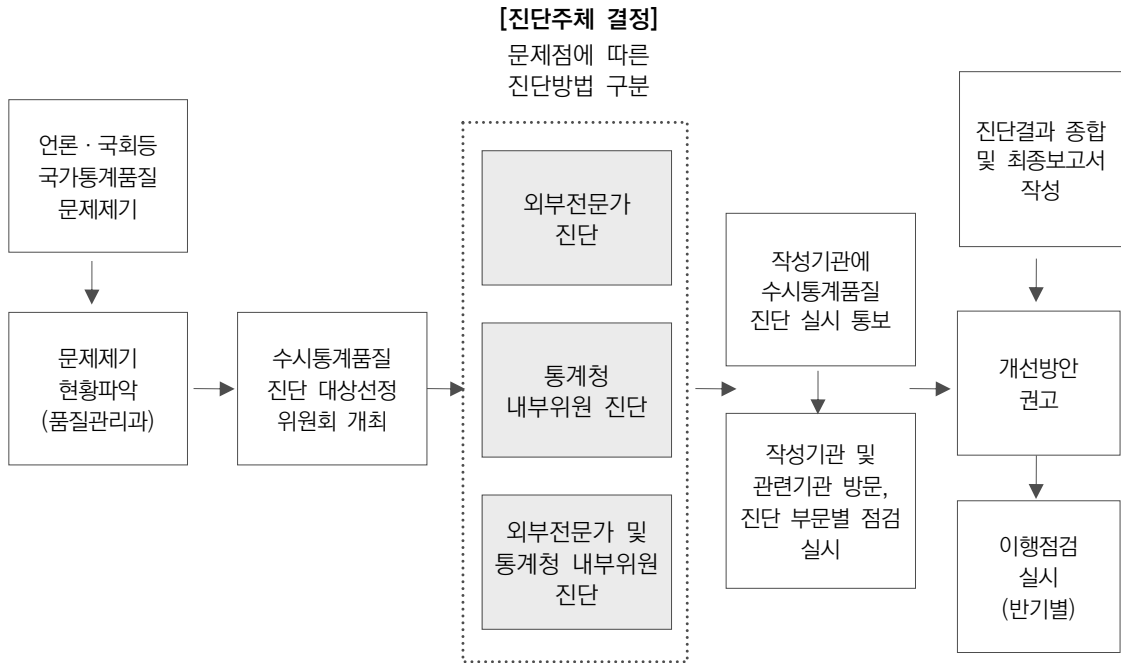 언론 · 국회등
국가통계품질
문제제기
문제제기
현황파악
(품질관리과)
수시통계품질
진단 대상선정
위원회 개최
[진단주체 결정]
문제점에 따른
진단방법 구분
외부전문가
진단
통계청
내부위원 진단
외부전문가 및
통계청 내부위원
진단
작성기관에
수시통계품질
진단 실시 통보
작성기관 및
관련기관 방문,
진단 부문별 점검
실시
진단결과 종합
및 최종보고서
작성
개선방안
권고
이행점검
실시
(반기별)